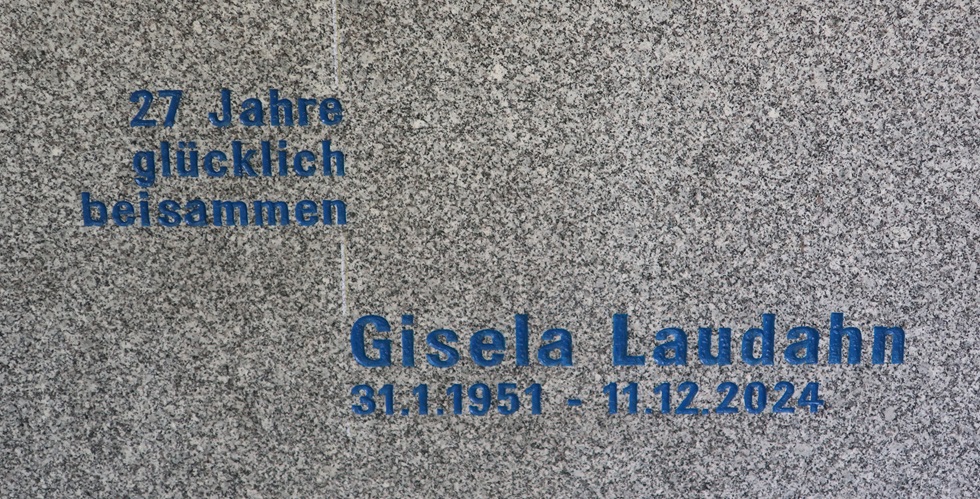 27 Jahre
glücklich
beisammen
Gisela Laudahn
31.1.1951 - 11.12.2024